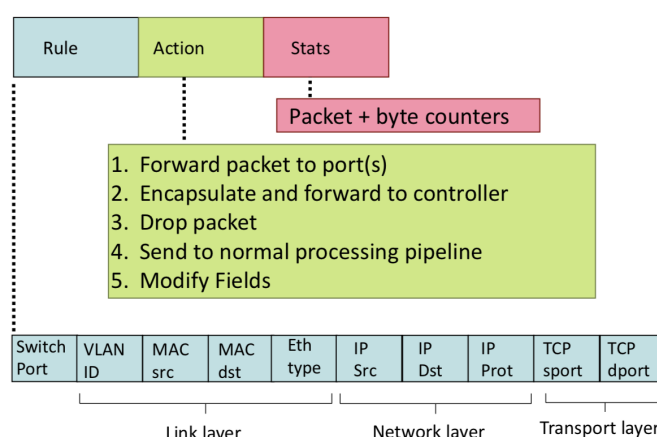 Rule Action Stats
Packet + byte counters
1. Forward packet to port(s)
2. Encapsulate and forward to controller
3. Drop packet
4. Send to normal processing pipeline
5. Modify Fields
Switch Port
VLAN ID
MAC src
MAC dst
Eth type
IP Src
IP Dst
IP Prot
TCP sport
TCP dport
Link layer
Network layer
Transport layer